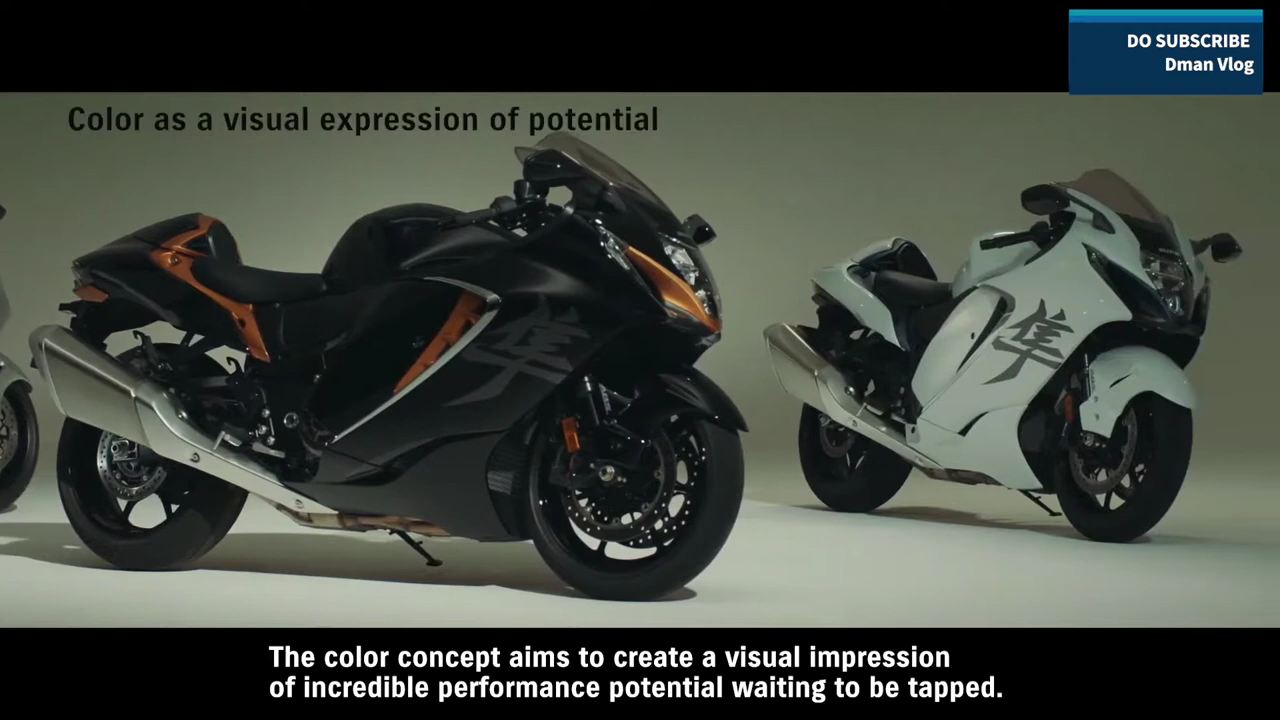 DO SUBSCRIBE
Dman Vlog
Color as a visual expression of potential
隼
隼
The color concept aims to create a visual impression
of incredible performance potential waiting to be tapped.